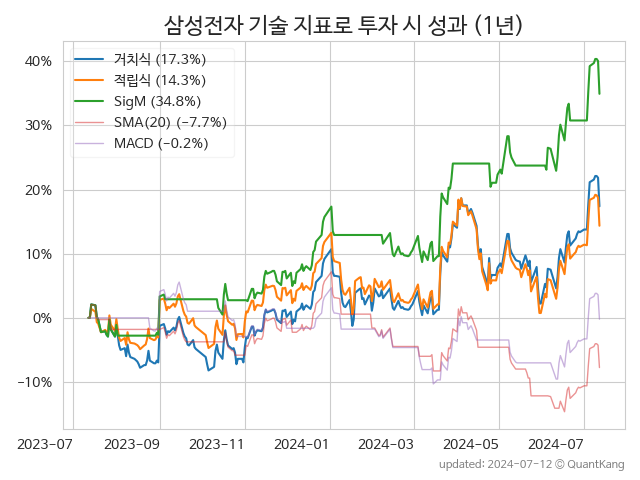 삼성전자 기술 지표로 투자 시 성과 (1년)
거치식 (17.3%)
적립식 (14.3%)
SigM (34.8%)
SMA(20) (−7.7%)
MACD (−0.2%)
40%
30%
20%
10%
0%
−10%
2023-07 2023-09 2023-11 2024-01 2024-03 2024-05 2024-07
updated: 2024-07-12 © QuantKang